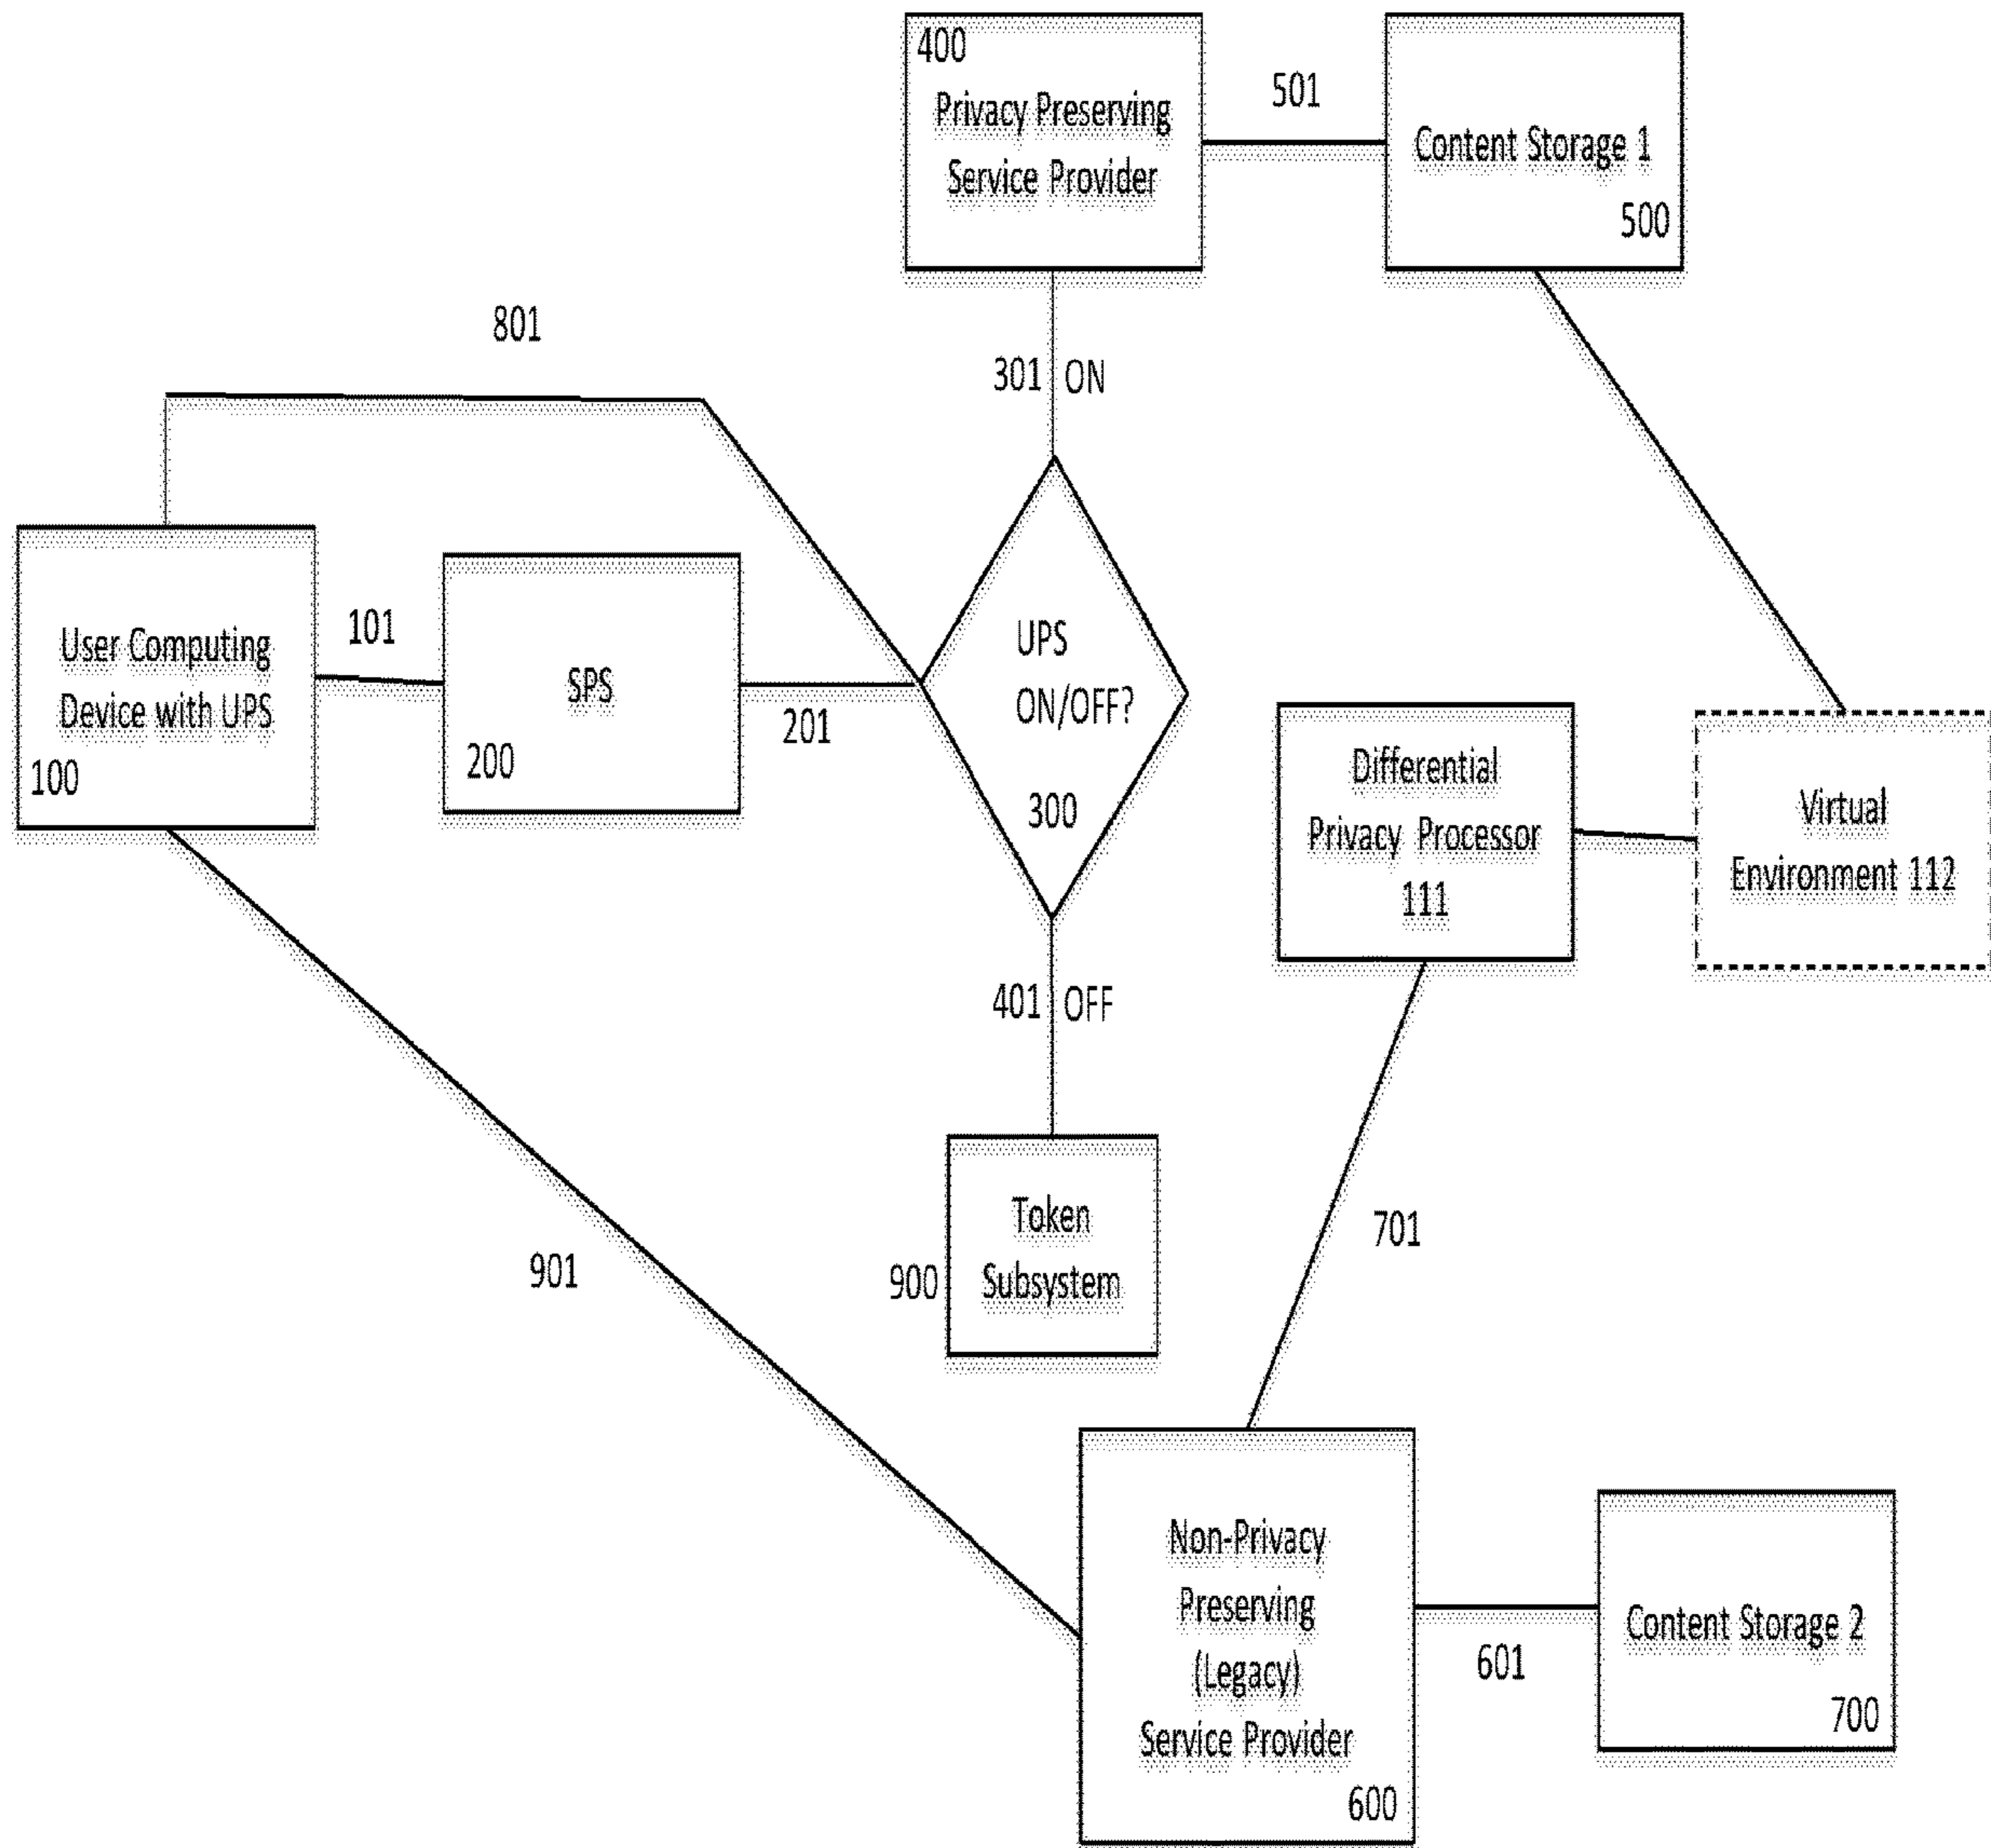 400
Privacy Preserving
Service Provider
501
Content Storage 1
500
801
301 ON
User Computing
Device with UPS
100
101
SPS
200
201
UPS
ON/OFF?
300
Differential
Privacy Processor
111
Virtual
Environment 112
401 OFF
Token
Subsystem
900
701
901
Non-Privacy
Preserving
(Legacy)
Service Provider
600
601
Content Storage 2
700